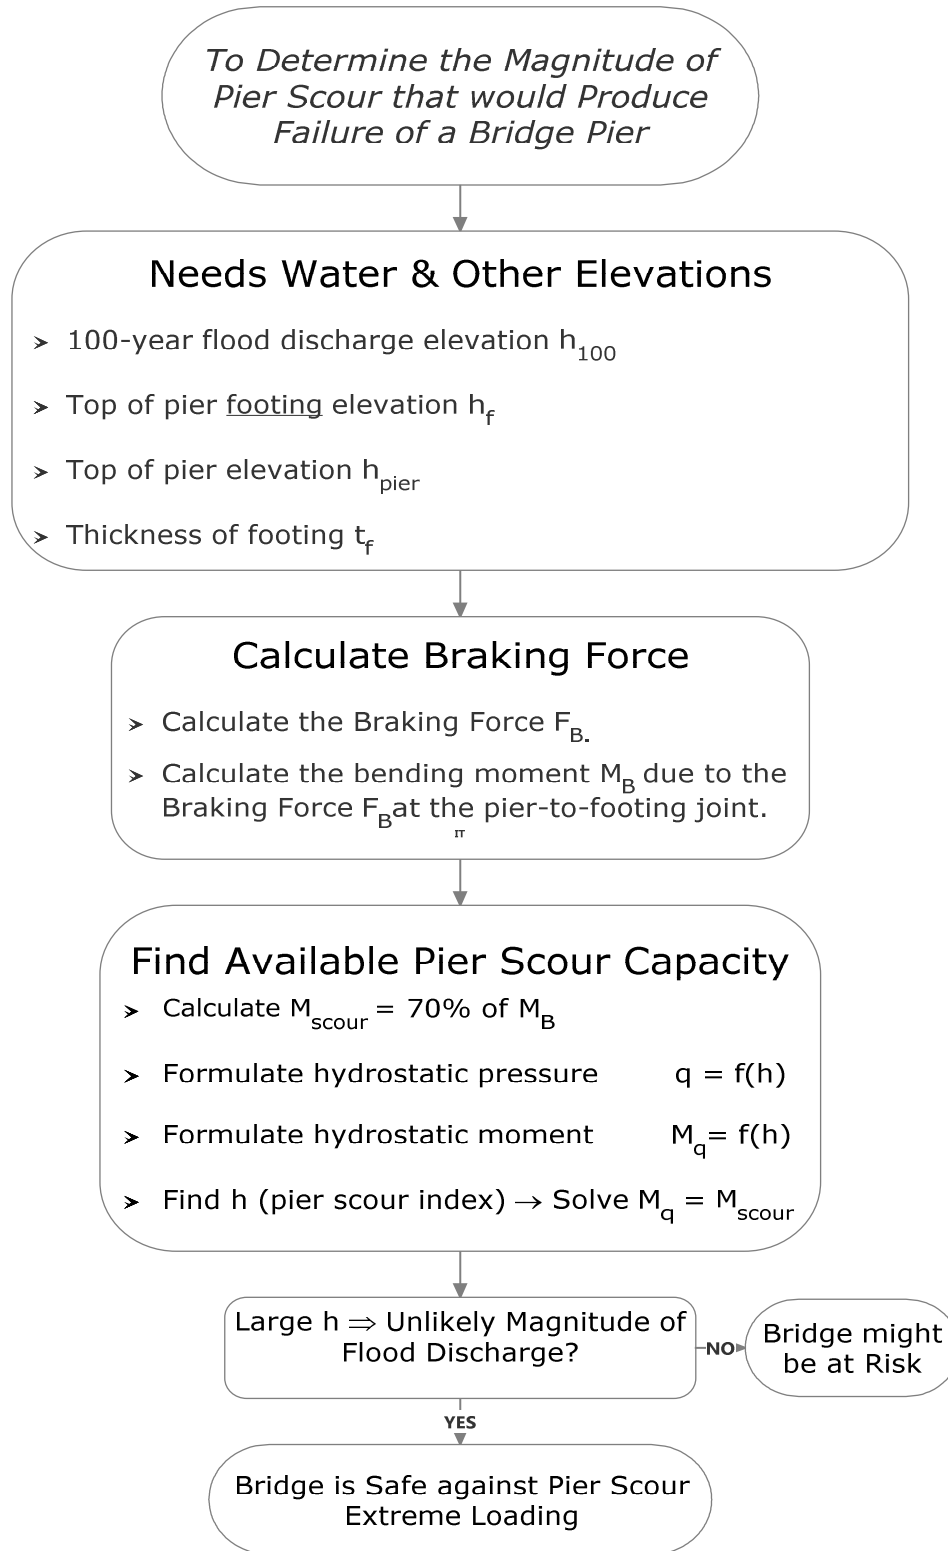 To Determine the Magnitude of
Pier Scour that would Produce
Failure of a Bridge Pier
Needs Water & Other Elevations
➢ 100-year flood discharge elevation h100
➢ Top of pier footing elevation hf
➢ Top of pier elevation hpier
➢ Thickness of footing tf
Calculate Braking Force
➢ Calculate the Braking Force FB.
➢ Calculate the bending moment MB due to the
Braking Force FBat the pier-to-footing joint.
Find Available Pier Scour Capacity
➢ Calculate Mscour = 70% of MB
➢ Formulate hydrostatic pressure q = f(h)
➢ Formulate hydrostatic moment Mq= f(h)
➢ Find h (pier scour index) → Solve Mq = Mscour
Large h ⇒ Unlikely Magnitude of
Flood Discharge?
NO
Bridge might
be at Risk
YES
Bridge is Safe against Pier Scour
Extreme Loading